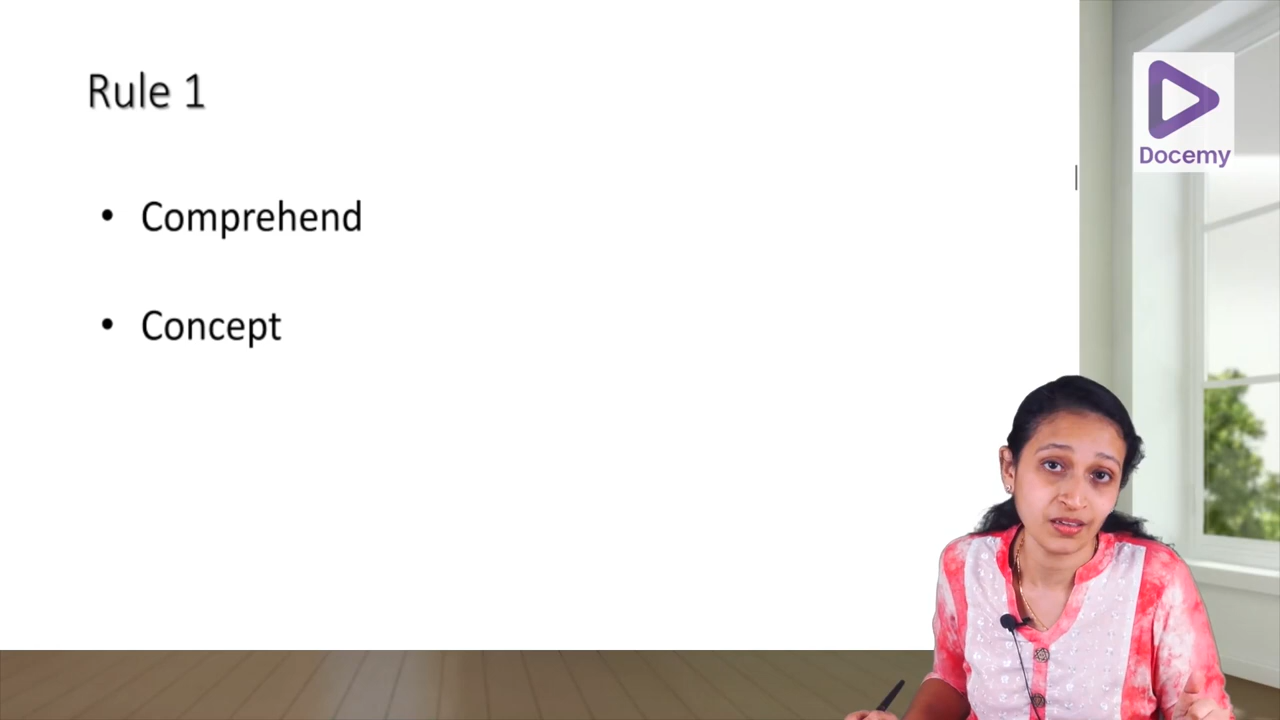 Rule 1
• Comprehend
• Concept
Docemy